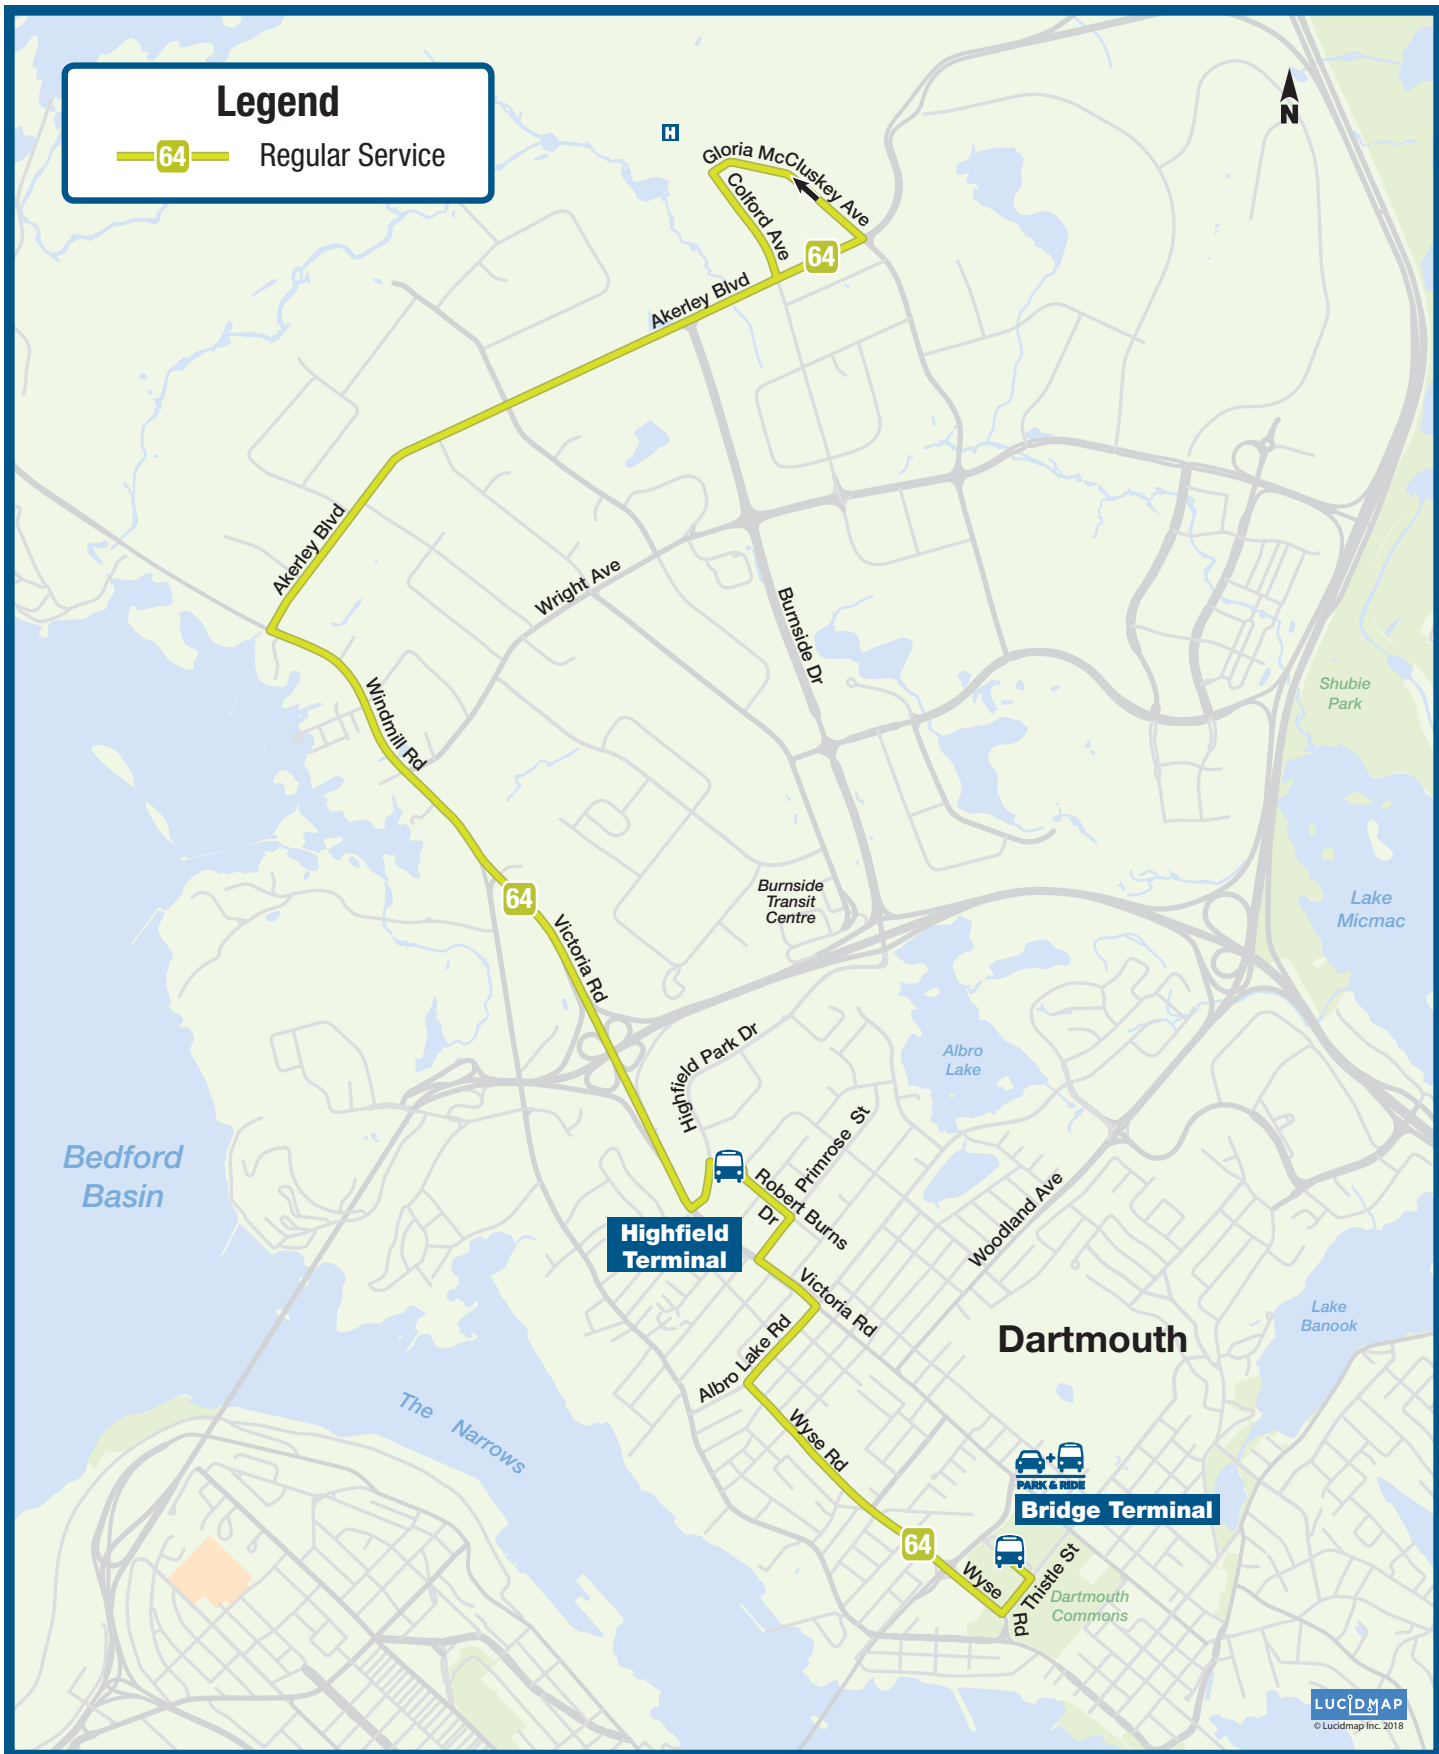 Legend
64 Regular Service
N
H
Gloria McCluskey Ave
Colford Ave
64
Akerley Blvd
Akerley Blvd
Wright Ave
Burnside Dr
Windmill Rd
Shubie
Park
64
Burnside
Transit
Centre
Lake
Micmac
Victoria Rd
Highfield Park Dr
Albro
Lake
Primrose St
Bedford
Basin
Robert Burns
Dr
Woodland Ave
Highfield
Terminal
Victoria Rd
Lake
Banook
Albro Lake Rd
Dartmouth
The Narrows
Wyse Rd
PARK & RIDE
Bridge Terminal
64
Wyse
Rd
Thistle St
Dartmouth
Commons
LUCIDMAP
© Lucidmap Inc. 2018